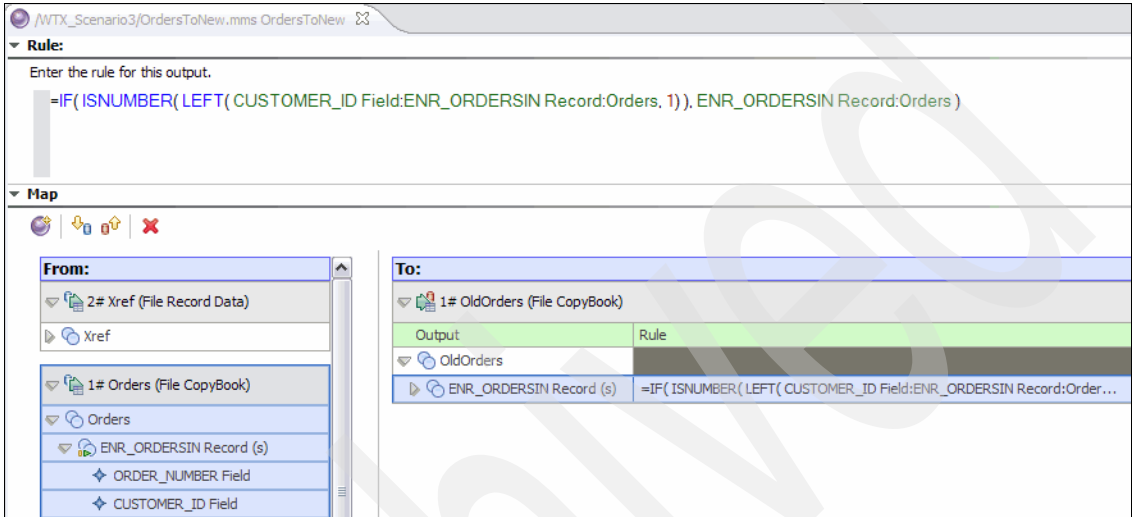 /WTX_Scenario3/OrdersToNew.mms OrdersToNew
Rule:
Enter the rule for this output.
=IF( ISNUMBER( LEFT( CUSTOMER_ID Field:ENR_ORDERSIN Record:Orders, 1) ), ENR_ORDERSIN Record:Orders )
Map
From:
2# Xref (File Record Data)
Xref
1# Orders (File CopyBook)
Orders
ENR_ORDERSIN Record (s)
ORDER_NUMBER Field
CUSTOMER_ID Field
To:
1# OldOrders (File CopyBook)
Output Rule
OldOrders
ENR_ORDERSIN Record (s) =IF( ISNUMBER( LEFT( CUSTOMER_ID Field:ENR_ORDERSIN Record:Order...